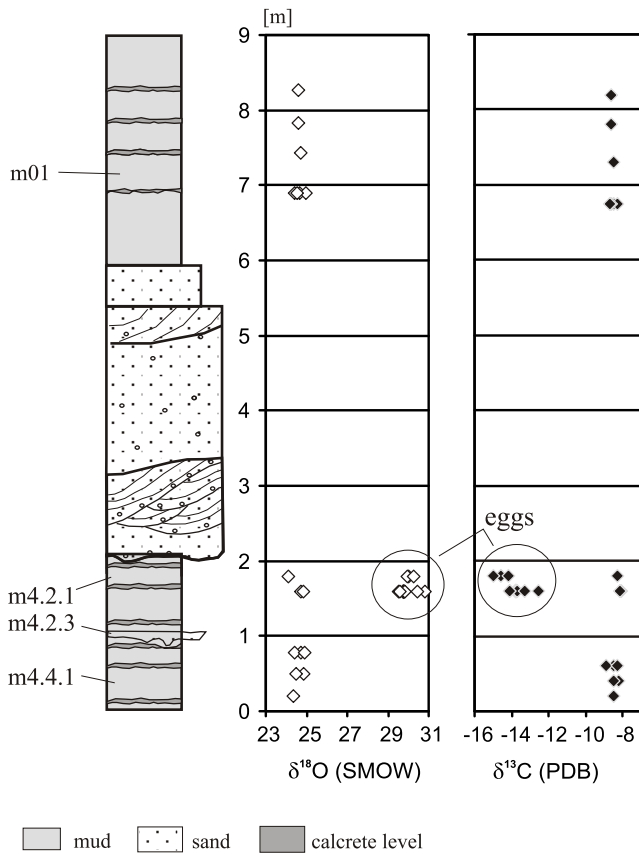 [m]
9
8
7
6
5
4
3
2
1
0
m01
m4.2.1
m4.2.3
m4.4.1
eggs
23 25 27 29 31
-16 -14 -12 -10 -8
δ¹⁸O (SMOW)
δ¹³C (PDB)
mud
sand
calcrete level